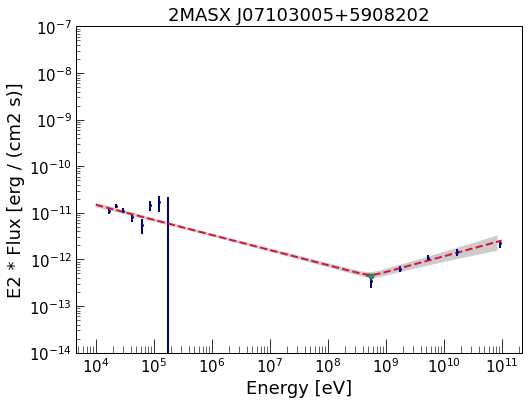 2MASX J07103005+5908202
E2 * Flux [erg / (cm2 s)]
10⁻⁷
10⁻⁸
10⁻⁹
10⁻¹⁰
10⁻¹¹
10⁻¹²
10⁻¹³
10⁻¹⁴
10⁴ 10⁵ 10⁶ 10⁷ 10⁸ 10⁹ 10¹⁰ 10¹¹
Energy [eV]